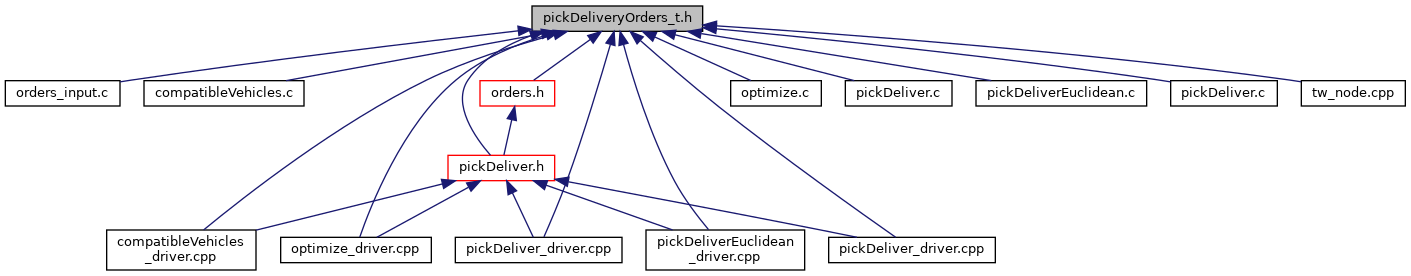 pickDeliveryOrders_t.h
orders_input.c
compatibleVehicles.c
orders.h
optimize.c
pickDeliver.c
pickDeliverEuclidean.c
pickDeliver.c
tw_node.cpp
pickDeliver.h
compatibleVehicles
_driver.cpp
optimize_driver.cpp
pickDeliver_driver.cpp
pickDeliverEuclidean
_driver.cpp
pickDeliver_driver.cpp